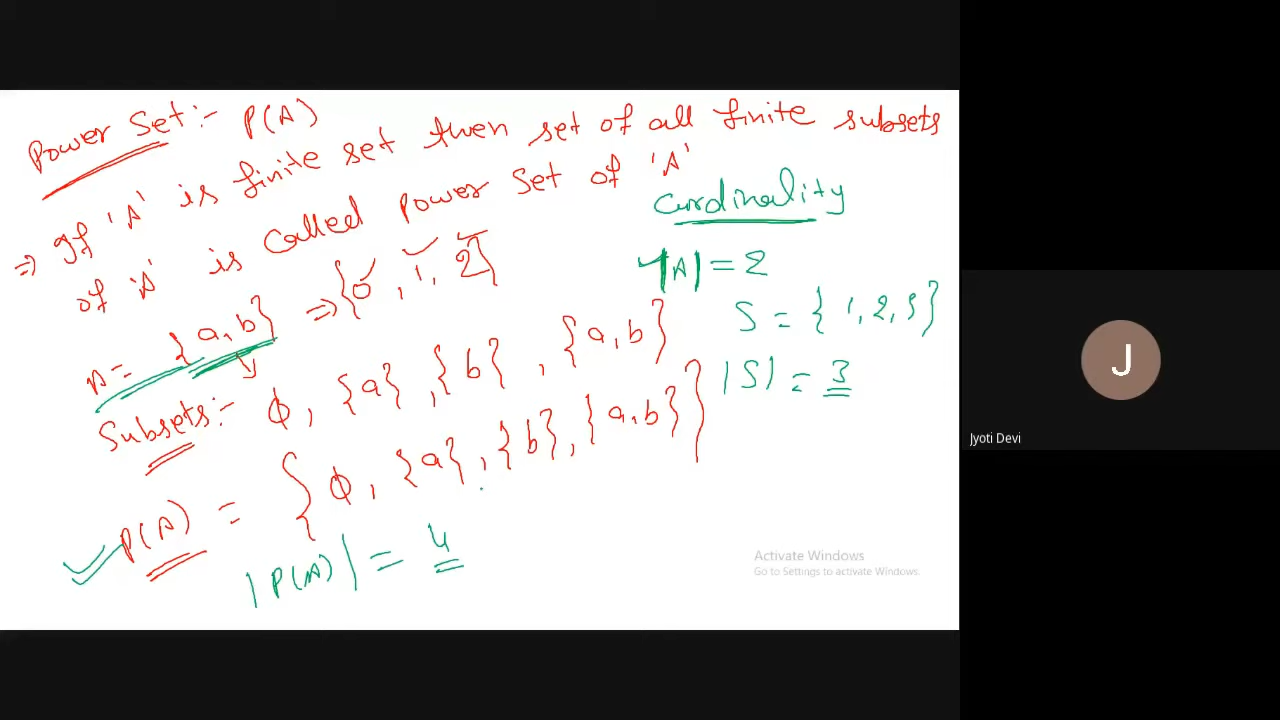 Power Set:- P(A)
=> If 'A' is finite set then set of all finite subsets
of 'A' is called Power Set of 'A'
A = {a, b} => {0, 1, 2}
Subsets:- ϕ, {a}, {b}, {a, b}
P(A) = {ϕ, {a}, {b}, {a, b}}
|P(A)| = 4
Cardinality
|A| = 2
S = {1, 2, 3}
|S| = 3
Activate Windows
Go to Settings to activate Windows.
J
Jyoti Devi